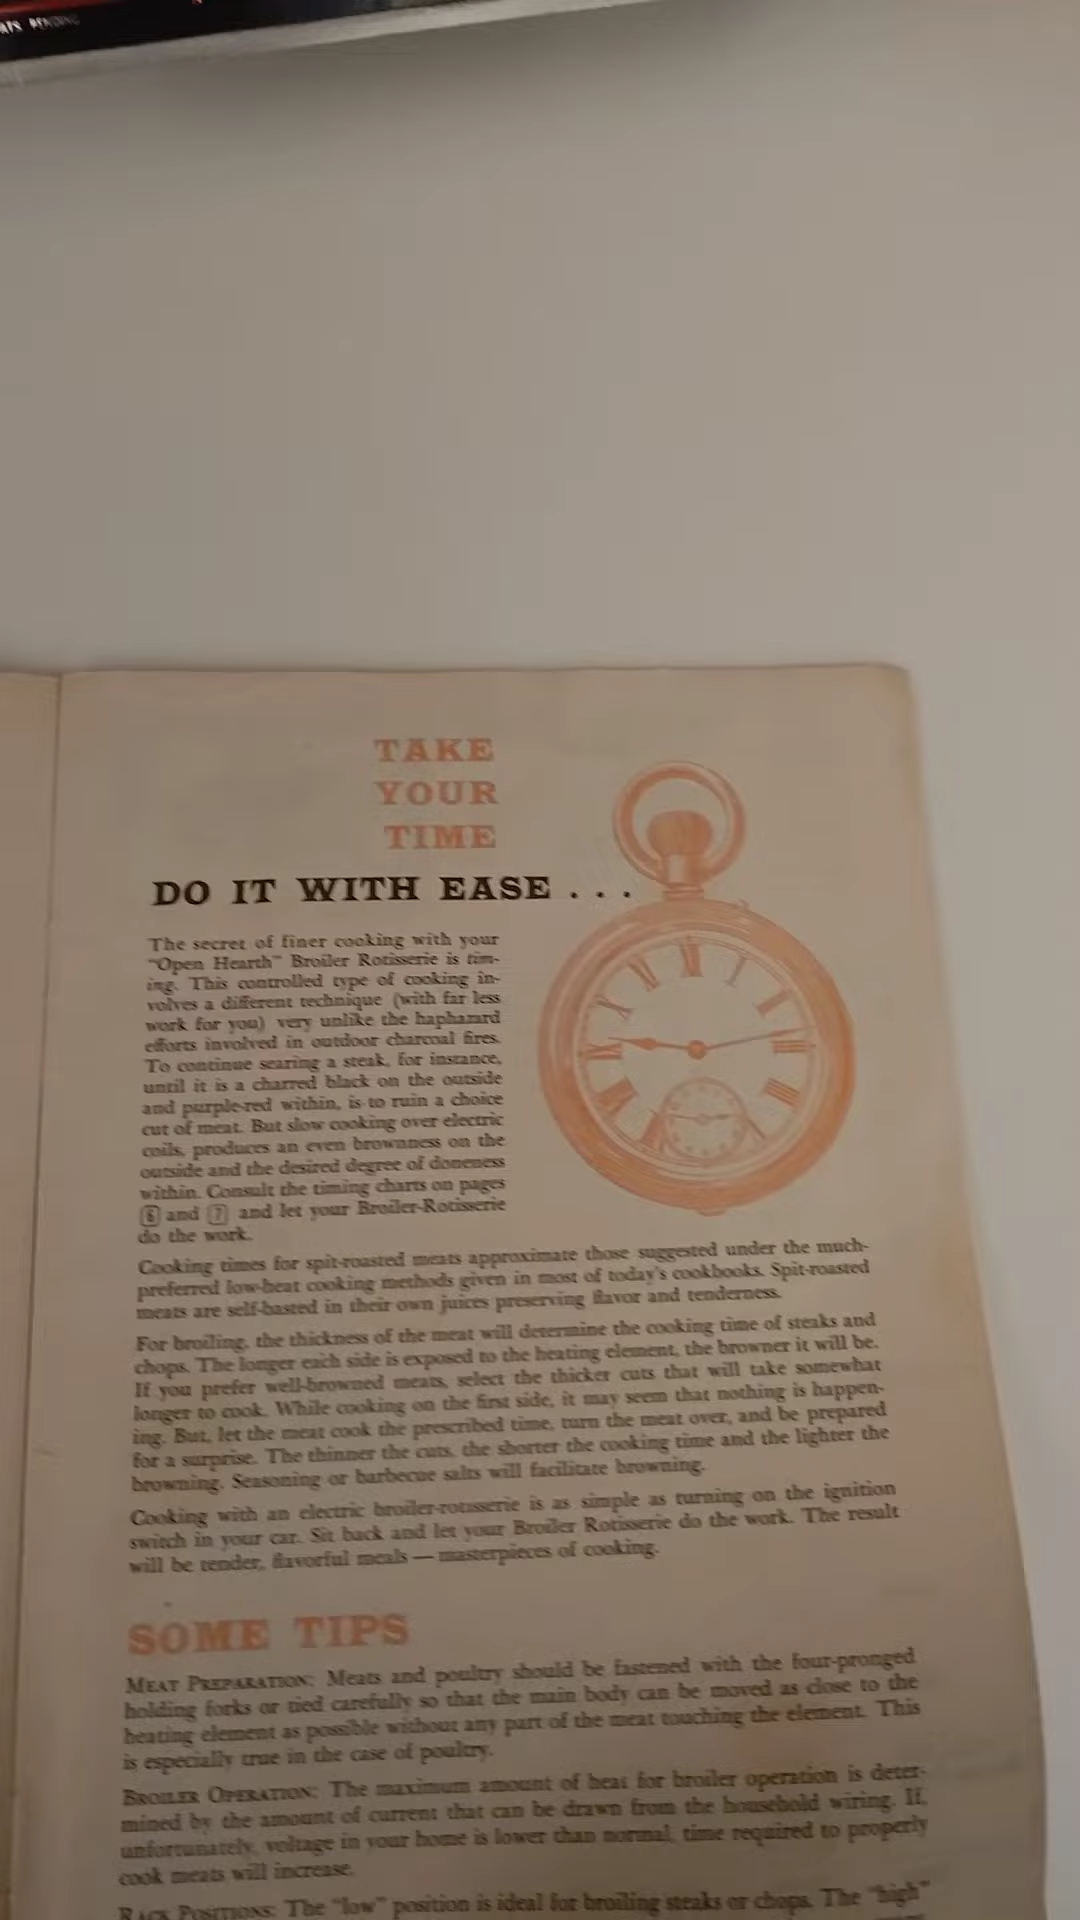 PENDING
TAKE
YOUR
TIME
DO IT WITH EASE . . .
The secret of finer cooking with your
"Open Hearth" Broiler Rotisserie is tim-
ing. This controlled type of cooking in-
volves a different technique (with far less
work for you) very unlike the haphazard
efforts involved in outdoor charcoal fires.
To continue searing a steak, for instance,
until it is a charred black on the outside
and purple-red within, is to ruin a choice
cut of meat. But slow cooking over electric
coils, produces an even brownness on the
outside and the desired degree of doneness
within. Consult the timing charts on pages
6 and 7 and let your Broiler-Rotisserie
do the work.
Cooking times for spit-roasted meats approximate those suggested under the much-
preferred low-heat cooking methods given in most of today's cookbooks. Spit-roasted
meats are self-basted in their own juices preserving flavor and tenderness.
For broiling, the thickness of the meat will determine the cooking time of steaks and
chops. The longer each side is exposed to the heating element, the browner it will be.
If you prefer well-browned meats, select the thicker cuts that will take somewhat
longer to cook. While cooking on the first side, it may seem that nothing is happen-
ing. But, let the meat cook the prescribed time, turn the meat over, and be prepared
for a surprise. The thinner the cuts, the shorter the cooking time and the lighter the
browning. Seasoning or barbecue salts will facilitate browning.
Cooking with an electric broiler-rotisserie is as simple as turning on the ignition
switch in your car. Sit back and let your Broiler Rotisserie do the work. The result
will be tender, flavorful meals — masterpieces of cooking.
SOME TIPS
MEAT PREPARATION: Meats and poultry should be fastened with the four-pronged
holding forks or tied carefully so that the main body can be moved as close to the
heating element as possible without any part of the meat touching the element. This
is especially true in the case of poultry.
BROILER OPERATION: The maximum amount of heat for broiler operation is deter-
mined by the amount of current that can be drawn from the household wiring. If,
unfortunately, voltage in your home is lower than normal, time required to properly
cook meats will increase.
RACK POSITIONS: The "low" position is ideal for broiling steaks or chops. The "high"